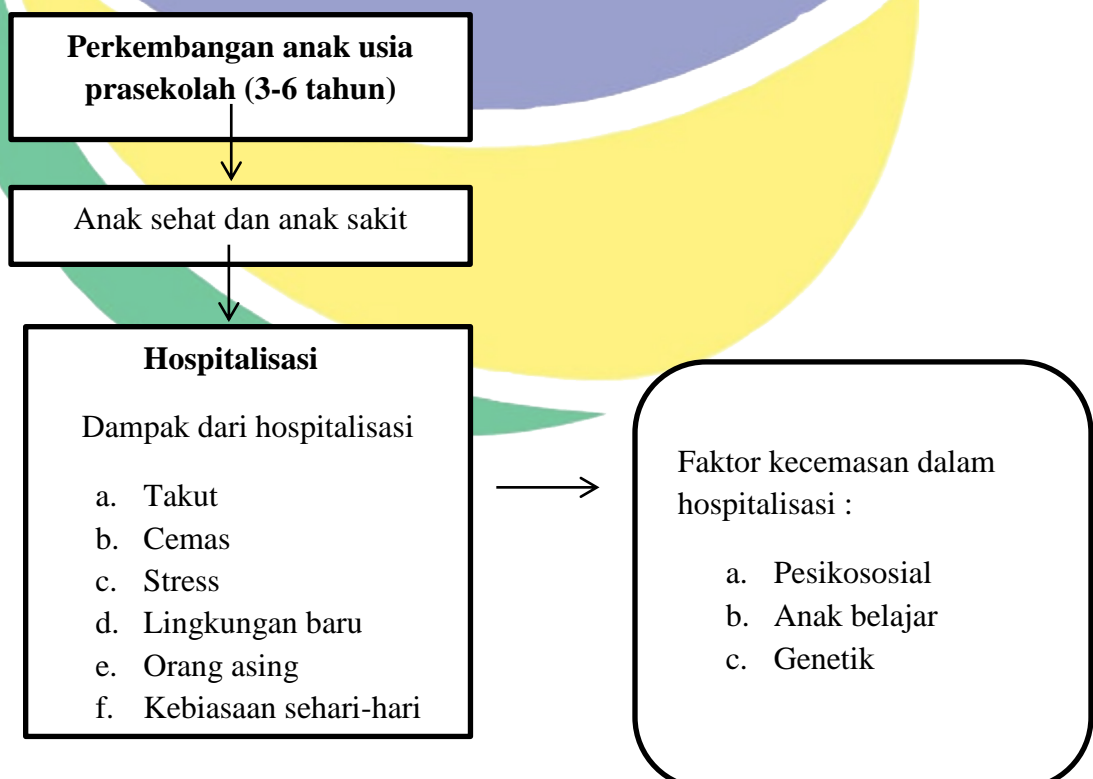 Perkembangan anak usia
prasekolah (3-6 tahun)
Anak sehat dan anak sakit
Hospitalisasi
Dampak dari hospitalisasi
a. Takut
b. Cemas
c. Stress
d. Lingkungan baru
e. Orang asing
f. Kebiasaan sehari-hari
Faktor kecemasan dalam
hospitalisasi :
a. Pesikososial
b. Anak belajar
c. Genetik